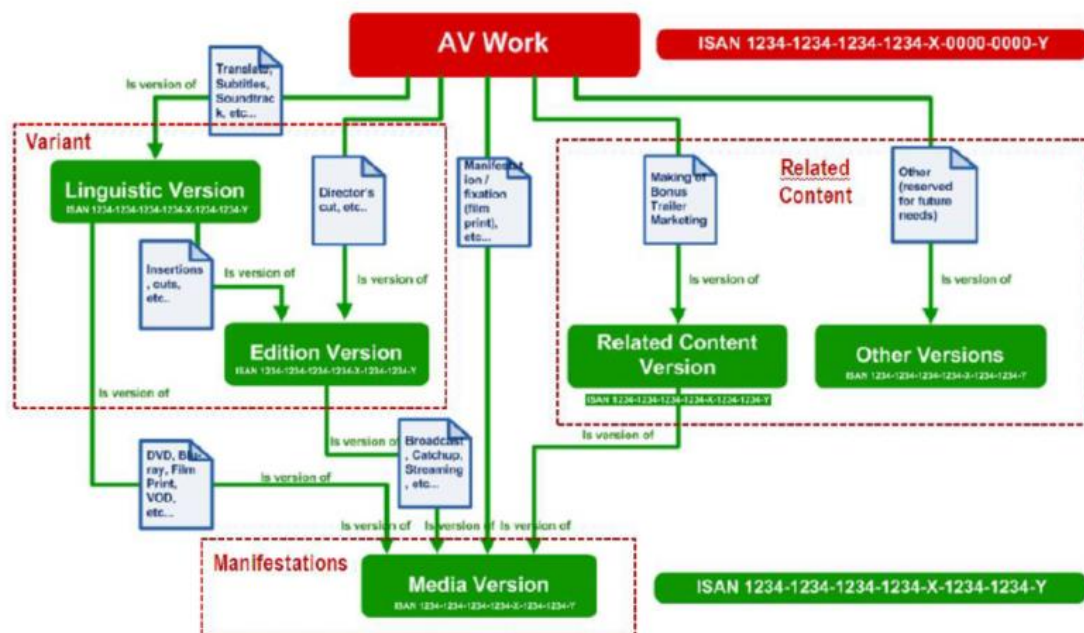 AV Work
ISAN 1234-1234-1234-1234-X-0000-0000-Y
Is version of
Translate,
Subtitles,
Soundtrac
k, etc...
Variant
Linguistic Version
ISAN 1234-1234-1234-1234-X-1234-1234-Y
Director's
cut, etc..
Manifestat
ion /
fixation
(film
print),
etc...
Making of
Bonus
Trailer
Marketing
Related
Content
Other
(reserved
for future
needs)
Insertions
, cuts,
etc..
Is version of
Is version of
Is version of
Is version of
Edition Version
ISAN 1234-1234-1234-1234-X-1234-1234-Y
Related Content
Version
ISAN 1234-1234-1234-1234-X-1234-1234-Y
Other Versions
ISAN 1234-1234-1234-1234-X-1234-1234-Y
Is version of
Is version of
Is version of
DVD, Blu-
ray, Film
Print,
VOD,
etc...
Is version of
Broadcast
, Catchup,
Streaming
, etc...
Is version of
Is version of
Is version of
Manifestations
Media Version
ISAN 1234-1234-1234-1234-X-1234-1234-Y
ISAN 1234-1234-1234-1234-X-1234-1234-Y